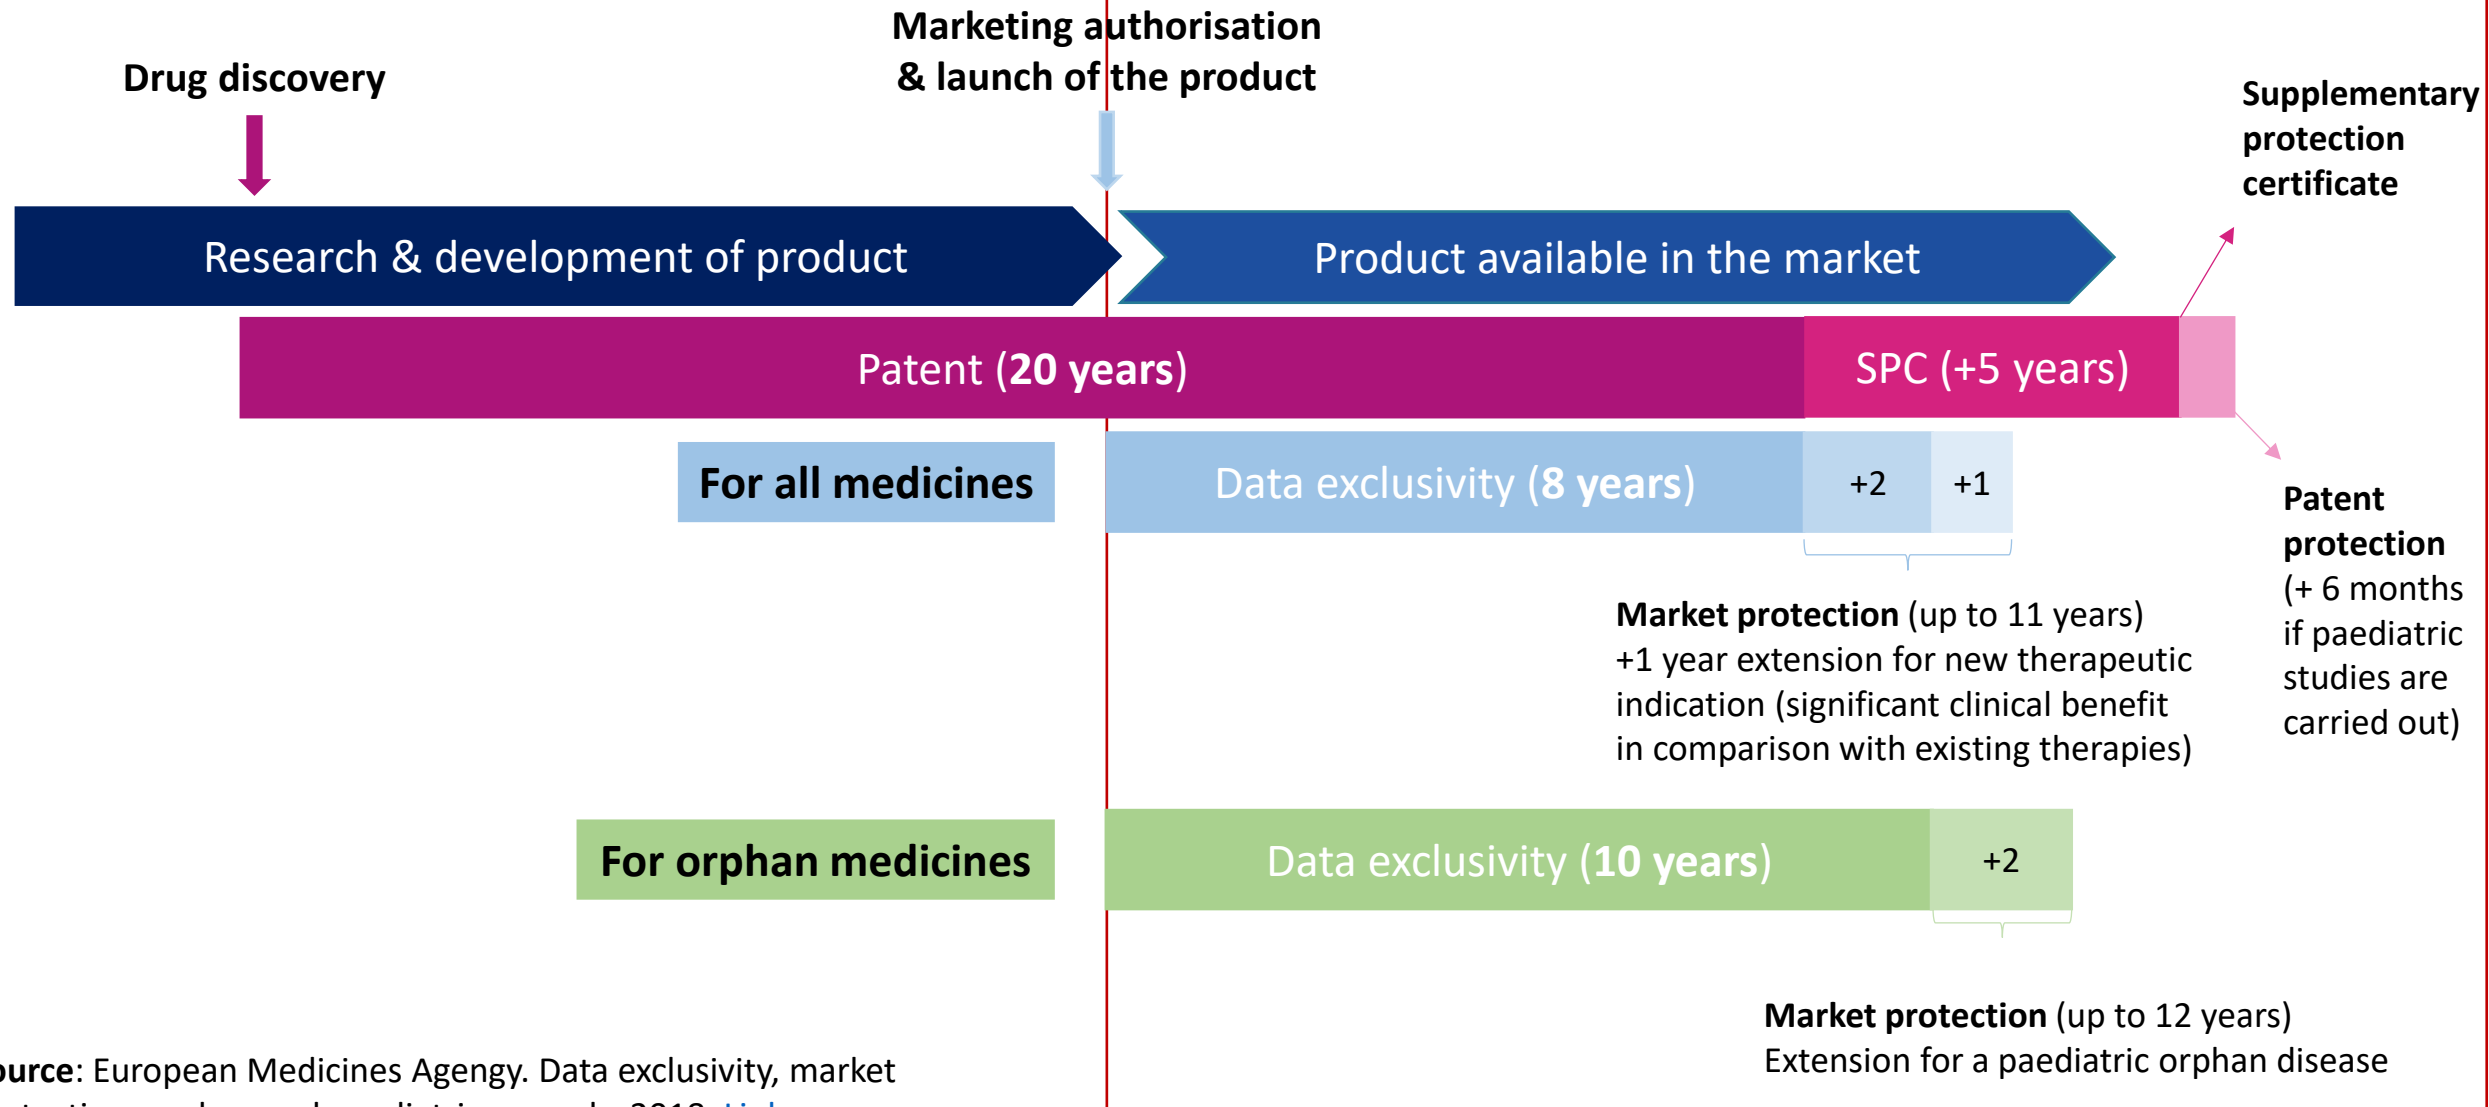 Marketing authorisation
& launch of the product
Drug discovery
Supplementary
protection
certificate
Research & development of product
Product available in the market
Patent (20 years)
SPC (+5 years)
For all medicines
Data exclusivity (8 years)
+2
+1
Patent
protection
(+ 6 months
if paediatric
studies are
carried out)
Market protection (up to 11 years)
+1 year extension for new therapeutic
indication (significant clinical benefit
in comparison with existing therapies)
For orphan medicines
Data exclusivity (10 years)
+2
Market protection (up to 12 years)
Extension for a paediatric orphan disease
ource: European Medicines Agengy. Data exclusivity, market